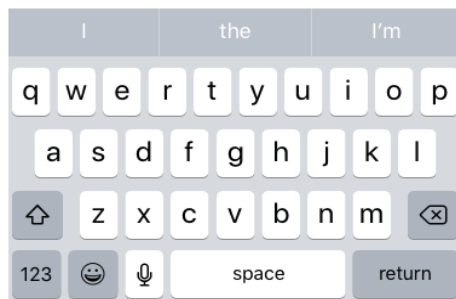 I the I'm
q w e r t y u i o p
a s d f g h j k l
z x c v b n m
123 space return